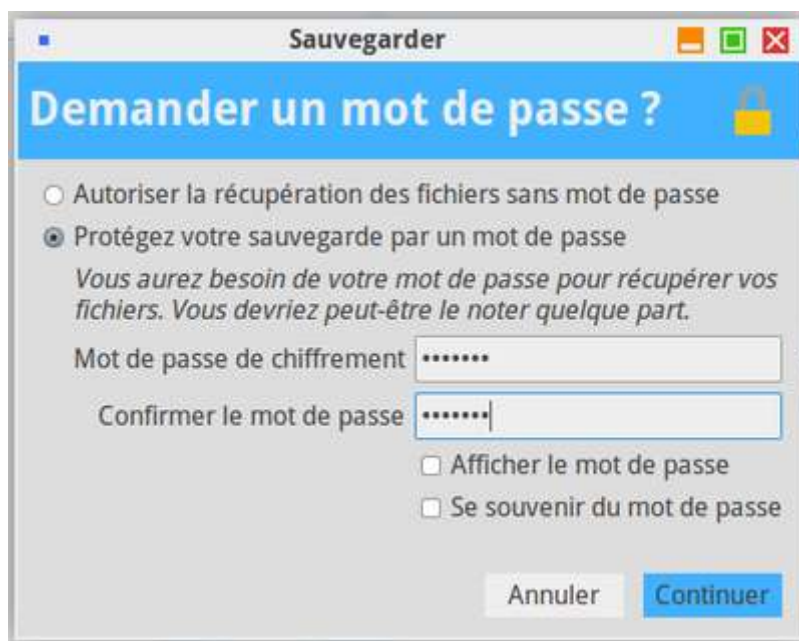 Sauvegarder
Demander un mot de passe ?
Autoriser la récupération des fichiers sans mot de passe
Protégez votre sauvegarde par un mot de passe
Vous aurez besoin de votre mot de passe pour récupérer vos
fichiers. Vous devriez peut-être le noter quelque part.
Mot de passe de chiffrement •••••••
Confirmer le mot de passe •••••••
Afficher le mot de passe
Se souvenir du mot de passe
Annuler Continuer